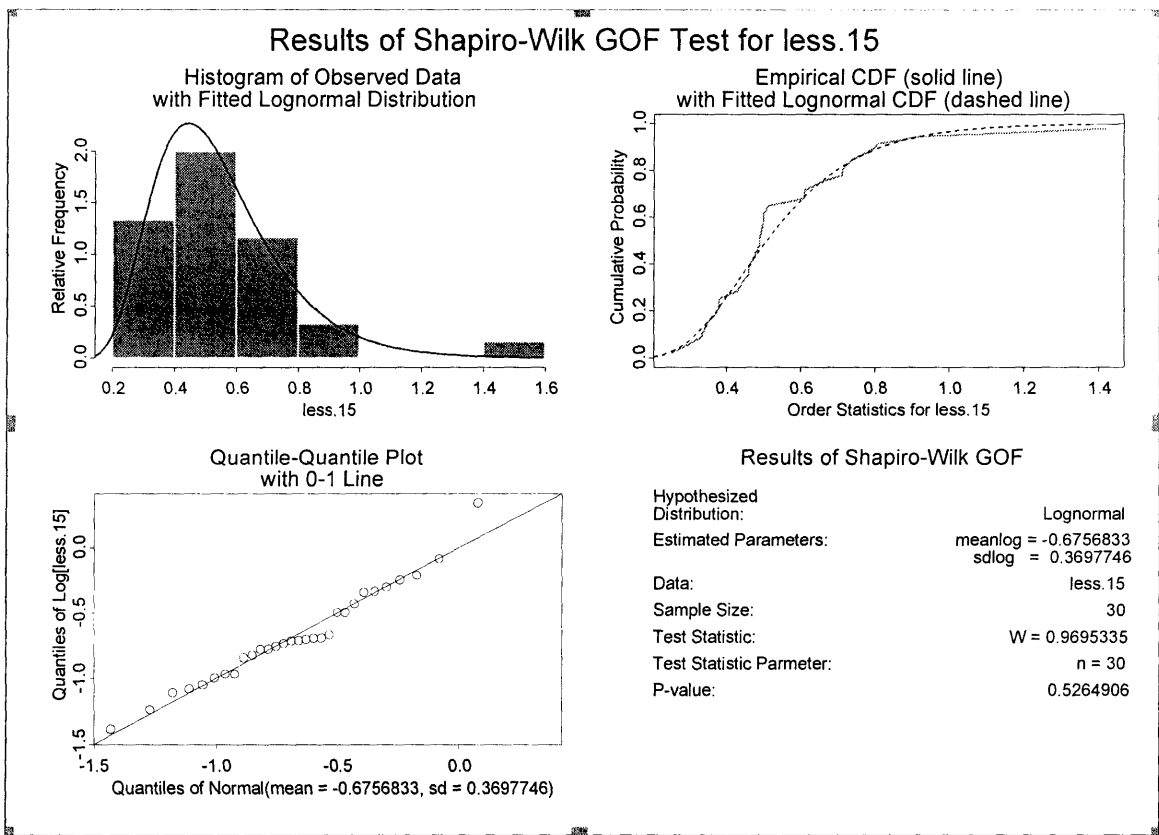 Results of Shapiro-Wilk GOF Test for less.15
Histogram of Observed Data
with Fitted Lognormal Distribution
Relative Frequency
0.0 0.5 1.0 1.5 2.0
0.2 0.4 0.6 0.8 1.0 1.2 1.4 1.6
less.15
Empirical CDF (solid line)
with Fitted Lognormal CDF (dashed line)
Cumulative Probability
0.0 0.2 0.4 0.6 0.8 1.0
0.4 0.6 0.8 1.0 1.2 1.4
Order Statistics for less.15
Quantile-Quantile Plot
with 0-1 Line
Quantiles of Log[less.15]
-1.5 -1.0 -0.5 0.0
-1.5 -1.0 -0.5 0.0
Quantiles of Normal(mean = -0.6756833, sd = 0.3697746)
Results of Shapiro-Wilk GOF
Hypothesized
Distribution: Lognormal
Estimated Parameters: meanlog = -0.6756833
sdlog = 0.3697746
Data: less.15
Sample Size: 30
Test Statistic: W = 0.9695335
Test Statistic Parmeter: n = 30
P-value: 0.5264906